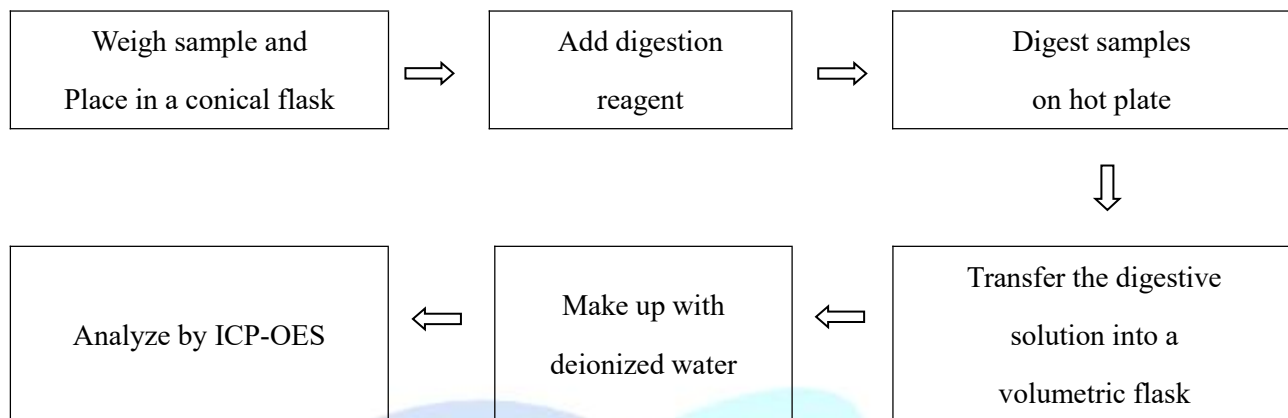 Weigh sample and
Place in a conical flask
Add digestion
reagent
Digest samples
on hot plate
Transfer the digestive
solution into a
volumetric flask
Make up with
deionized water
Analyze by ICP-OES